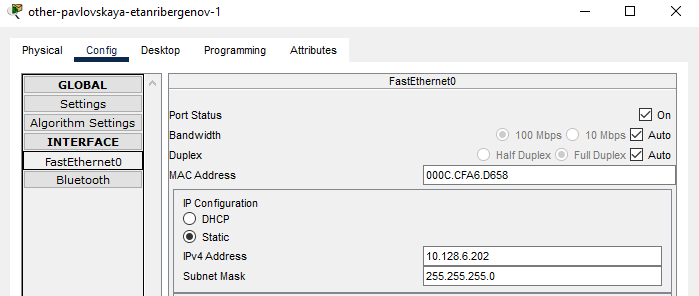 other-pavlovskaya-etanribergenov-1
Physical Config Desktop Programming Attributes
GLOBAL
Settings
Algorithm Settings
INTERFACE
FastEthernet0
Bluetooth
FastEthernet0
Port Status On
Bandwidth 100 Mbps 10 Mbps Auto
Duplex Half Duplex Full Duplex Auto
MAC Address 000C.CFA6.D658
IP Configuration
DHCP
Static
IPv4 Address 10.128.6.202
Subnet Mask 255.255.255.0